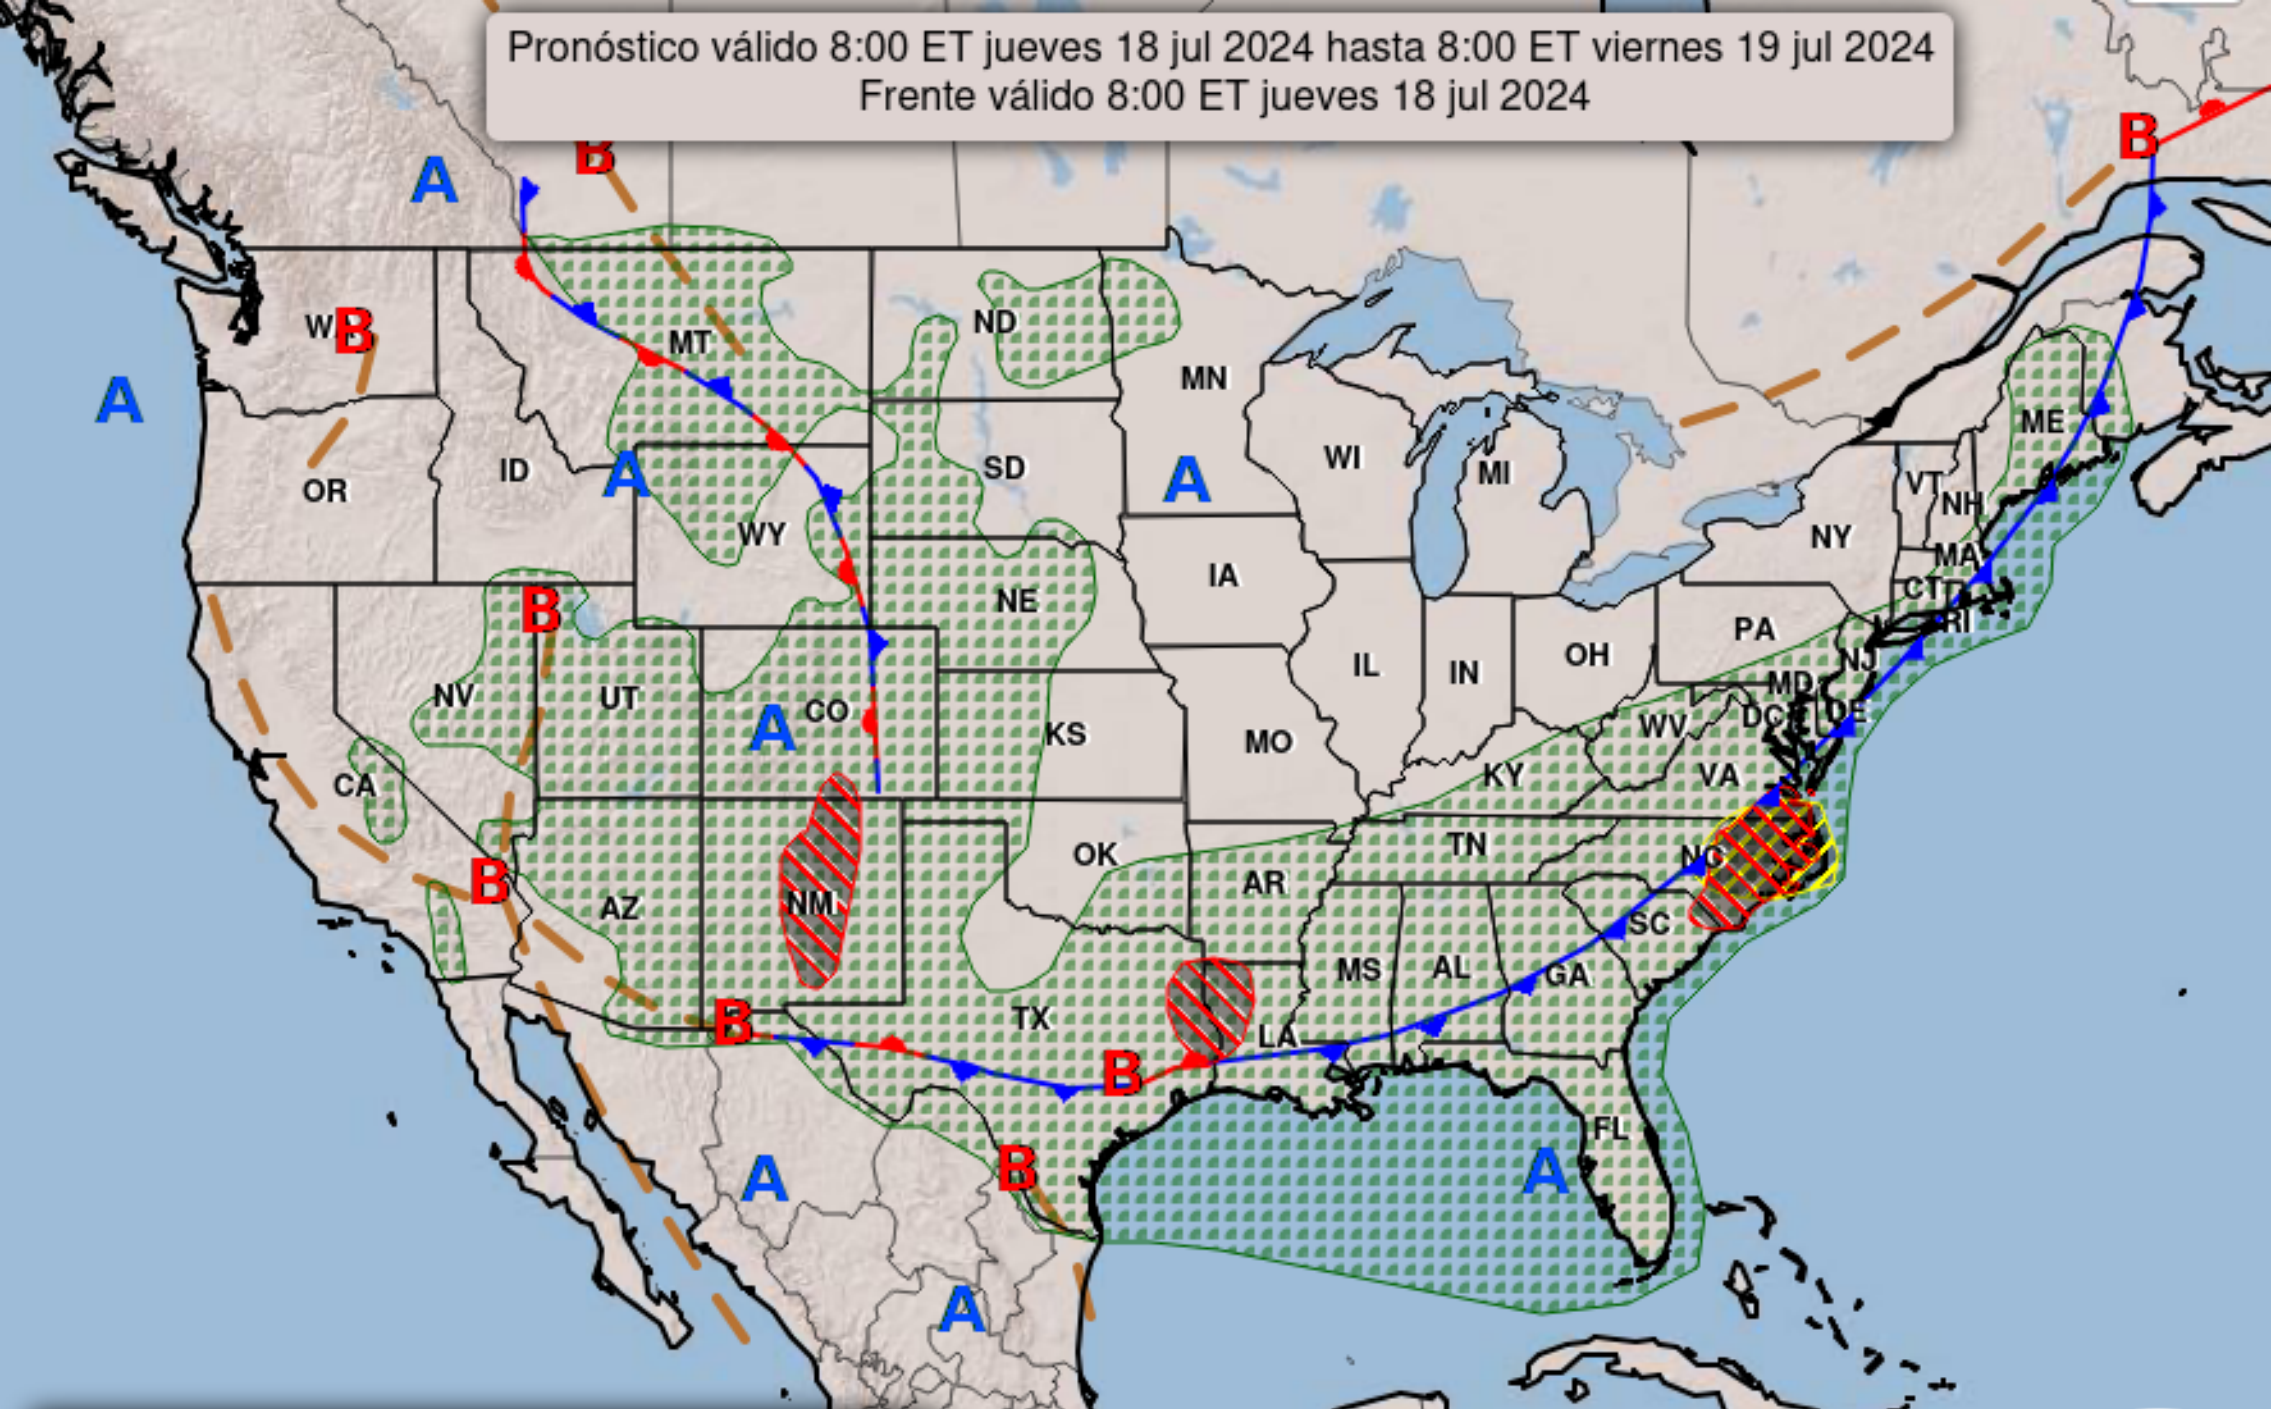 Pronóstico válido 8:00 ET jueves 18 jul 2024 hasta 8:00 ET viernes 19 jul 2024
Frente válido 8:00 ET jueves 18 jul 2024
B
B
A
WA
B
MT
ND
MN
A
OR
ID
A
SD
A
WI
MI
ME
VT
NH
WY
NY
MA
B
NE
IA
CT
RI
PA
NV
UT
A
CO
KS
MO
IL
IN
OH
NJ
MD
WV
DC
DE
CA
KY
VA
B
AZ
NM
OK
AR
TN
NC
SC
B
TX
B
LA
MS
AL
GA
A
B
FL
A
A